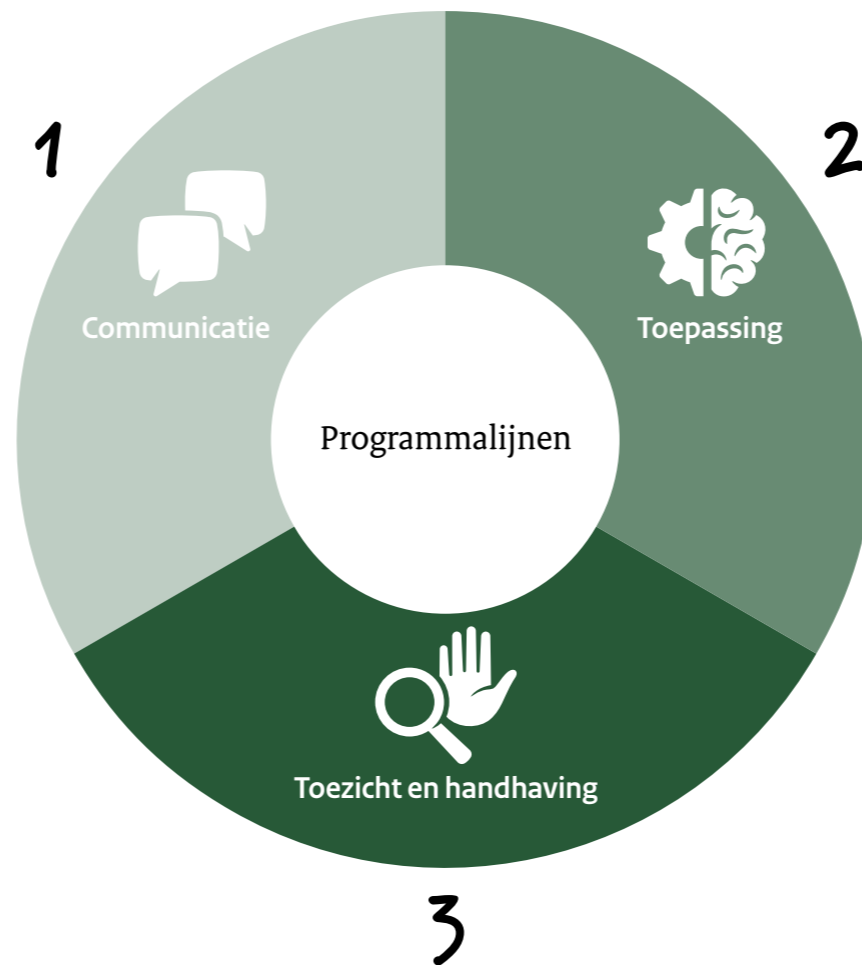 1
2
Communicatie
Toepassing
Programmalijnen
Toezicht en handhaving
3